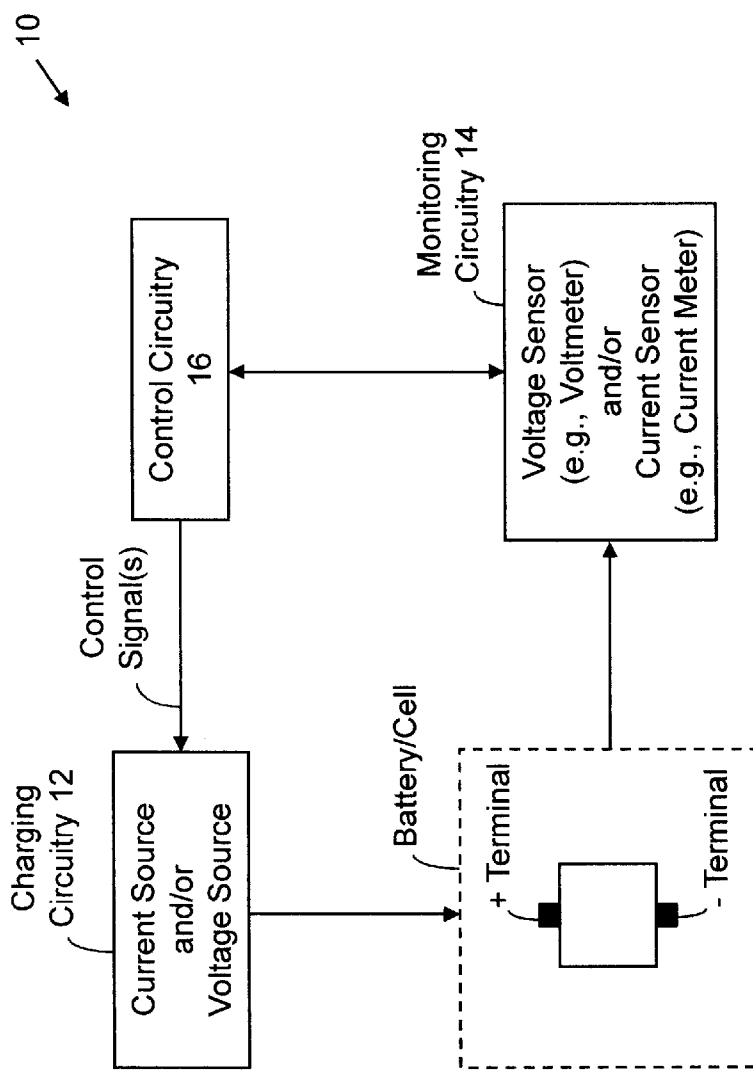 10
Charging
Circuitry 12
Current Source
and/or
Voltage Source
Control
Signal(s)
Control Circuitry
16
Battery/Cell
+ Terminal
- Terminal
Monitoring
Circuitry 14
Voltage Sensor
(e.g., Voltmeter)
and/or
Current Sensor
(e.g., Current Meter)